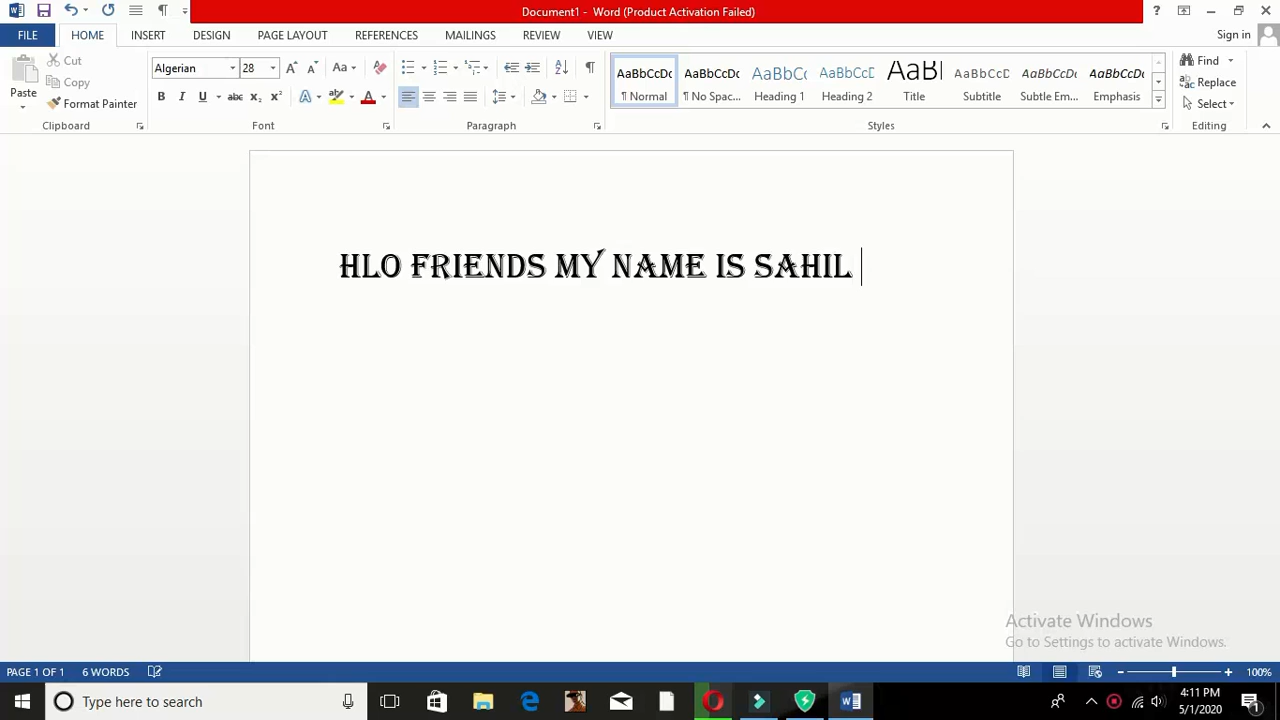 Document1 - Word (Product Activation Failed)
Sign in
FILE HOME INSERT DESIGN PAGE LAYOUT REFERENCES MAILINGS REVIEW VIEW
Paste
Cut
Copy
Format Painter
Clipboard
Algerian 28
Font
Paragraph
AaBbCcDc AaBbCcDc AaBbCc AaBbCcD AaBl AaBbCcD AaBbCcDc AaBbCcDc
¶ Normal ¶ No Spac... Heading 1 Heading 2 Title Subtitle Subtle Em... Emphasis
Styles
Find
Replace
Select
Editing
HLO FRIENDS MY NAME IS SAHIL
Activate Windows
Go to Settings to activate Windows.
PAGE 1 OF 1 6 WORDS
100%
Type here to search
4:11 PM
5/1/2020